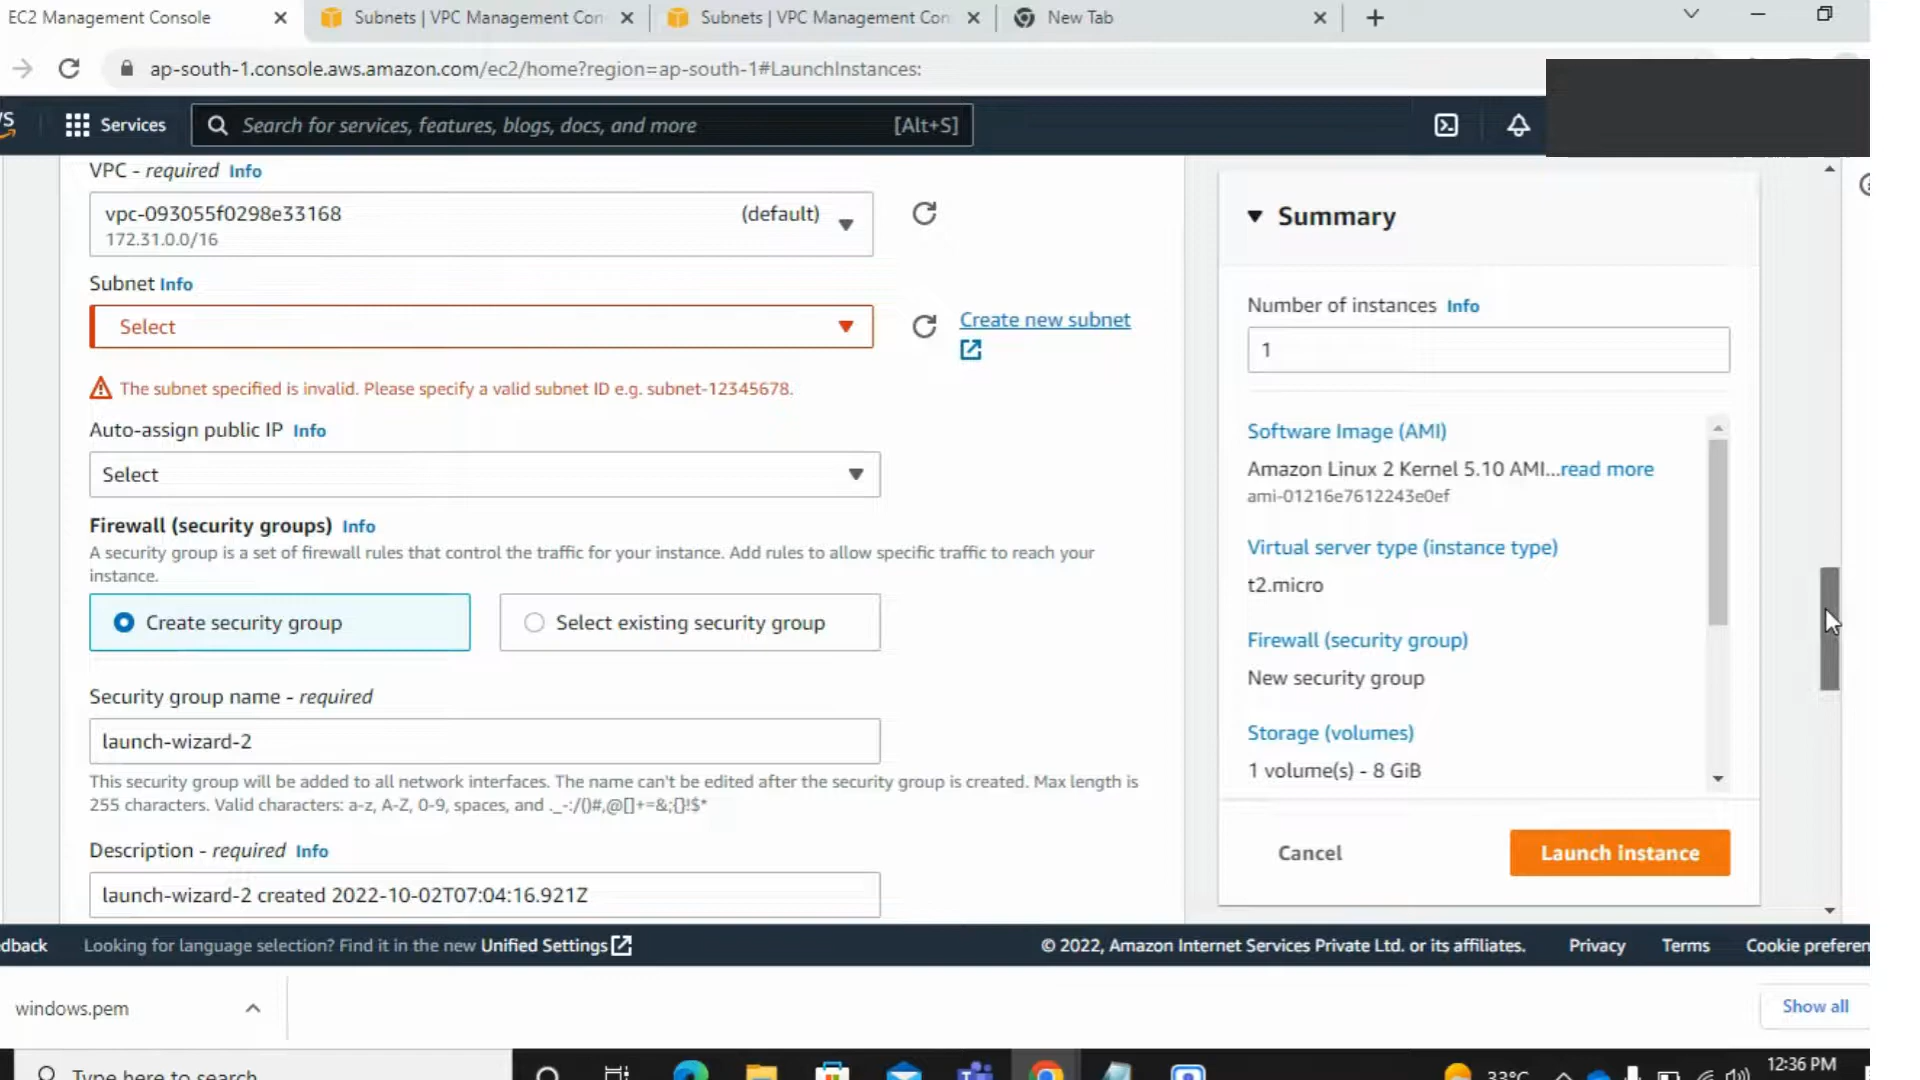 EC2 Management Console
Subnets | VPC Management Con
Subnets | VPC Management Con
New Tab
ap-south-1.console.aws.amazon.com/ec2/home?region=ap-south-1#LaunchInstances:
Services
Search for services, features, blogs, docs, and more
[Alt+S]
VPC - required Info
vpc-093055f0298e33168
(default)
172.31.0.0/16
Subnet Info
Select
Create new subnet
The subnet specified is invalid. Please specify a valid subnet ID e.g. subnet-12345678.
Auto-assign public IP Info
Select
Firewall (security groups) Info
A security group is a set of firewall rules that control the traffic for your instance. Add rules to allow specific traffic to reach your
instance.
Create security group
Select existing security group
Security group name - required
launch-wizard-2
This security group will be added to all network interfaces. The name can't be edited after the security group is created. Max length is
255 characters. Valid characters: a-z, A-Z, 0-9, spaces, and ._-:/()#,@[]+=&;{}!$*
Description - required Info
launch-wizard-2 created 2022-10-02T07:04:16.921Z
Summary
Number of instances Info
1
Software Image (AMI)
Amazon Linux 2 Kernel 5.10 AMI...read more
ami-01216e7612243e0ef
Virtual server type (instance type)
t2.micro
Firewall (security group)
New security group
Storage (volumes)
1 volume(s) - 8 GiB
Cancel
Launch instance
dback
Looking for language selection? Find it in the new Unified Settings
© 2022, Amazon Internet Services Private Ltd. or its affiliates.
Privacy
Terms
Cookie preferen
windows.pem
Show all
Type here to search
33°C
12:36 PM